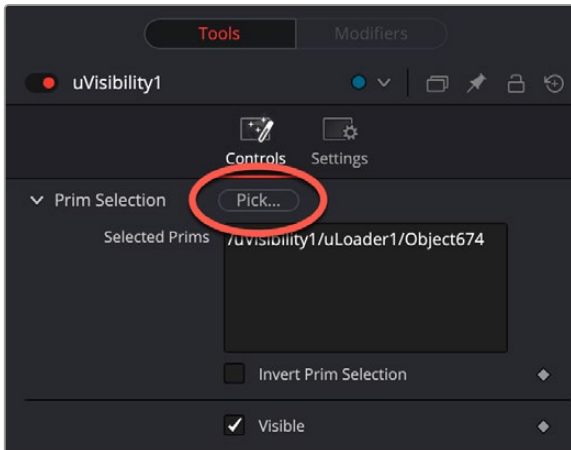 Tools Modifiers
uVisibility1
Controls Settings
Prim Selection Pick...
Selected Prims /uVisibility1/uLoader1/Object674
Invert Prim Selection
Visible